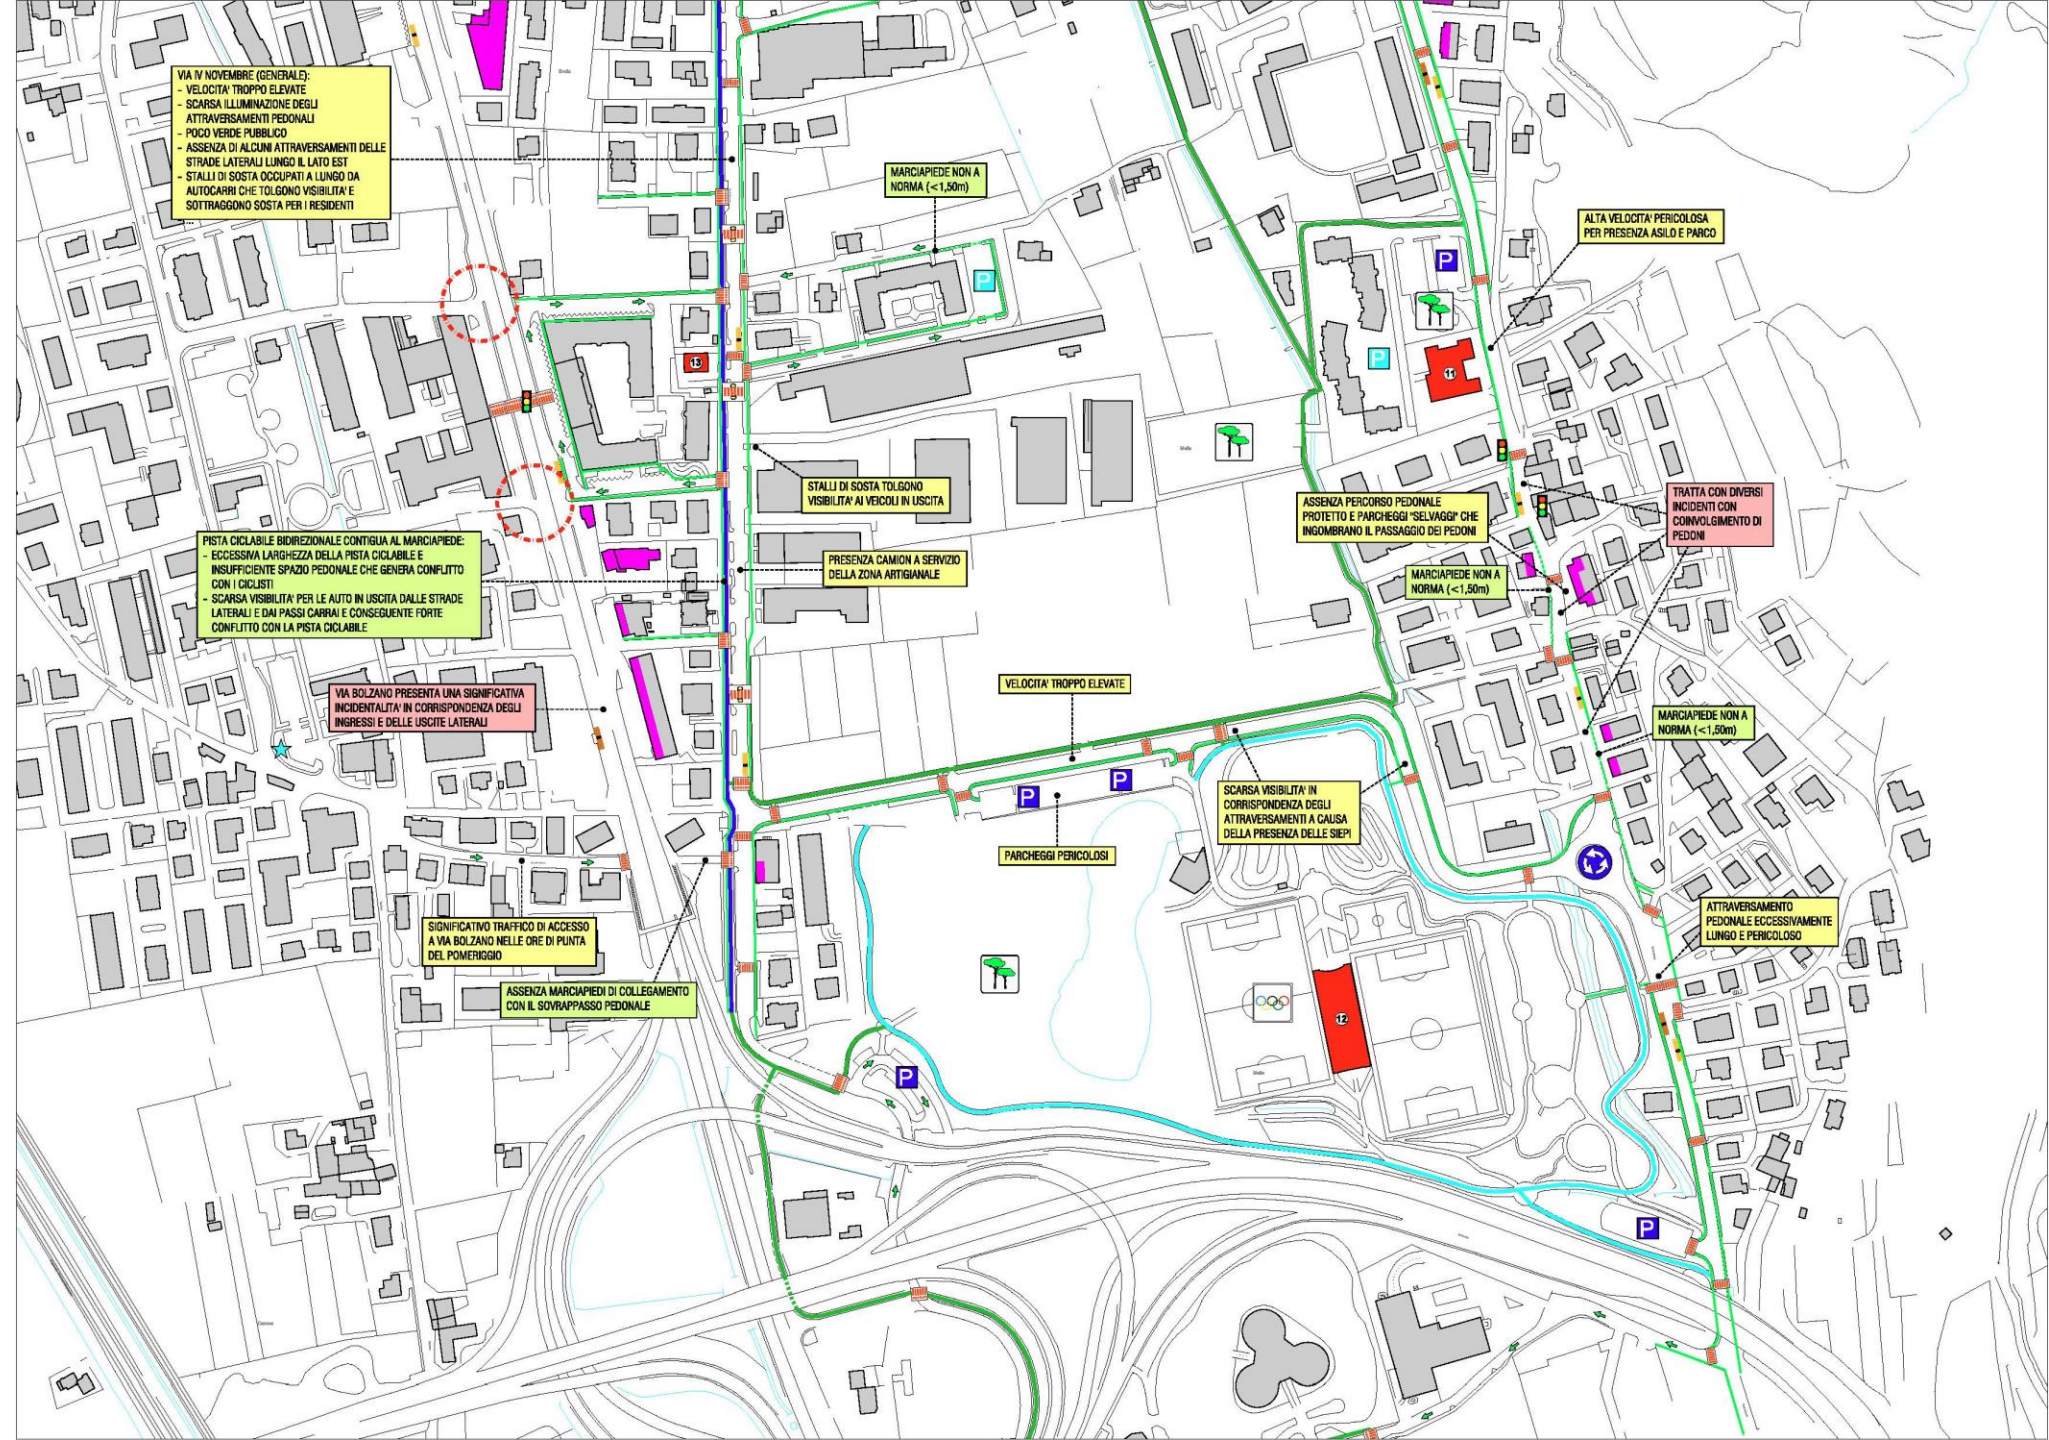 VIA IV NOVEMBRE (GENERALE):
- VELOCITA' TROPPO ELEVATE
- SCARSA ILLUMINAZIONE DEGLI
ATTRAVERSAMENTI PEDONALI
- POCO VERDE PUBBLICO
- ASSENZA DI ALCUNI ATTRAVERSAMENTI DELLE
STRADE LATERALI LUNGO IL LATO EST
- STALLI DI SOSTA OCCUPATI A LUNGO DA
AUTOCARRI CHE TOLGONO VISIBILITA' E
SOTTRAGGONO SOSTA PER I RESIDENTI
MARCIAPIEDE NON A
NORMA (<1,50m)
ALTA VELOCITA' PERICOLOSA
PER PRESENZA ASILO E PARCO
P
P
P
13
11
STALLI DI SOSTA TOLGONO
VISIBILITA' AI VEICOLI IN USCITA
ASSENZA PERCORSO PEDONALE
PROTETTO E PARCHEGGI "SELVAGGI" CHE
INGOMBRANO IL PASSAGGIO DEI PEDONI
TRATTA CON DIVERSI
INCIDENTI CON
COINVOLGIMENTO DI
PEDONI
PISTA CICLABILE BIDIREZIONALE CONTIGUA AL MARCIAPIEDE:
- ECCESSIVA LARGHEZZA DELLA PISTA CICLABILE E
INSUFFICIENTE SPAZIO PEDONALE CHE GENERA CONFLITTO
CON I CICLISTI
- SCARSA VISIBILITA' PER LE AUTO IN USCITA DALLE STRADE
LATERALI E DAI PASSI CARRAI E CONSEGUENTE FORTE
CONFLITTO CON LA PISTA CICLABILE
PRESENZA CAMION A SERVIZIO
DELLA ZONA ARTIGIANALE
MARCIAPIEDE NON A
NORMA (<1,50m)
VIA BOLZANO PRESENTA UNA SIGNIFICATIVA
INCIDENTALITA' IN CORRISPONDENZA DEGLI
INGRESSI E DELLE USCITE LATERALI
VELOCITA' TROPPO ELEVATE
MARCIAPIEDE NON A
NORMA (<1,50m)
P
P
SCARSA VISIBILITA' IN
CORRISPONDENZA DEGLI
ATTRAVERSAMENTI A CAUSA
DELLA PRESENZA DELLE SIEPI
PARCHEGGI PERICOLOSI
SIGNIFICATIVO TRAFFICO DI ACCESSO
A VIA BOLZANO NELLE ORE DI PUNTA
DEL POMERIGGIO
ATTRAVERSAMENTO
PEDONALE ECCESSIVAMENTE
LUNGO E PERICOLOSO
ASSENZA MARCIAPIEDI DI COLLEGAMENTO
CON IL SOVRAPPASSO PEDONALE
12
P
P